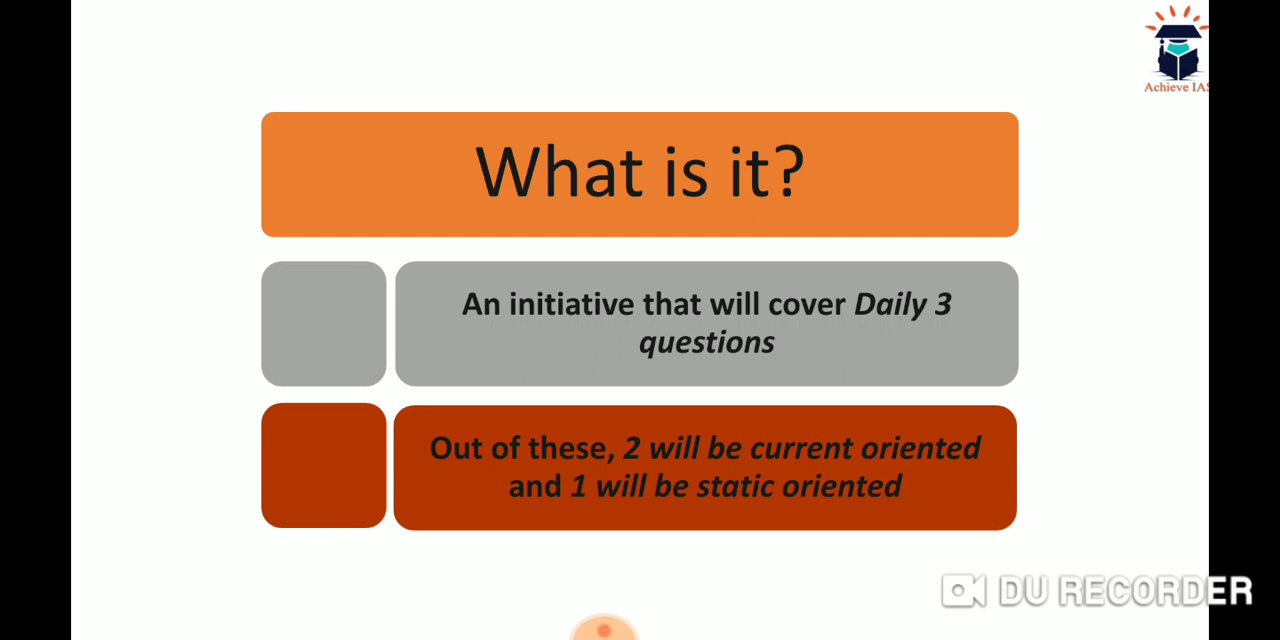 Achieve IAS
What is it?
An initiative that will cover Daily 3
questions
Out of these, 2 will be current oriented
and 1 will be static oriented
DU RECORDER